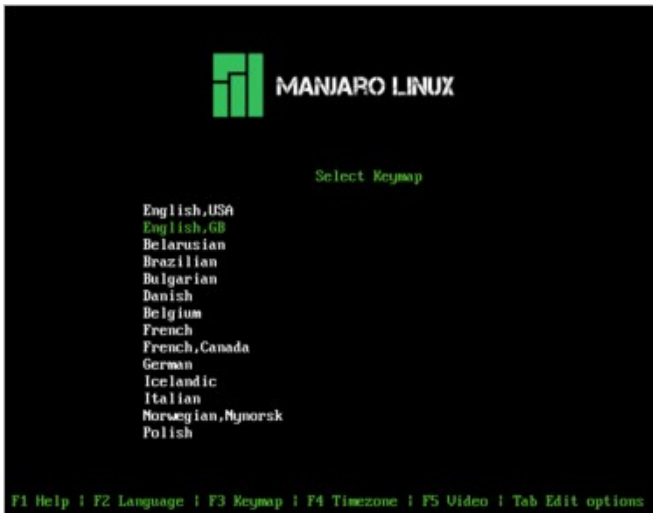 MANJARO LINUX
Select Keymap
English,USA
English,GB
Belarusian
Brazilian
Bulgarian
Danish
Belgium
French
French,Canada
German
Icelandic
Italian
Norwegian,Nynorsk
Polish
F1 Help | F2 Language | F3 Keymap | F4 Timezone | F5 Video | Tab Edit options